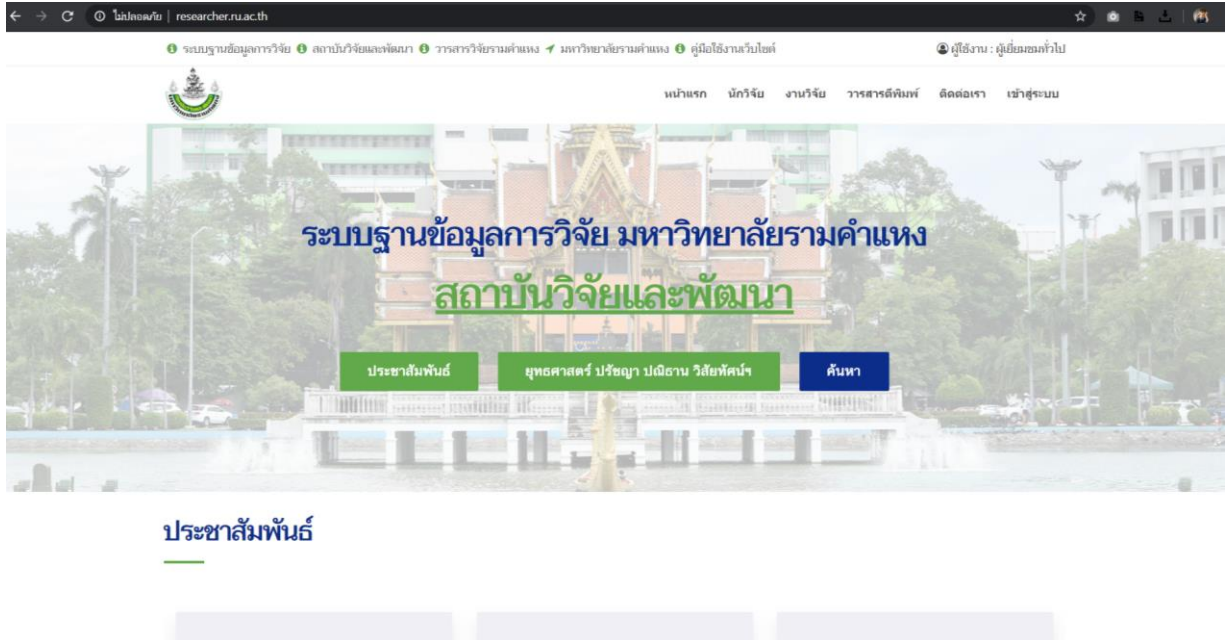 ไม่ปลอดภัย | researcher.ru.ac.th
ระบบฐานข้อมูลการวิจัย สถาบันวิจัยและพัฒนา วารสารวิจัยรามคำแหง มหาวิทยาลัยรามคำแหง คู่มือใช้งานเว็บไซต์ ผู้ใช้งาน : ผู้เยี่ยมชมทั่วไป
หน้าแรก นักวิจัย งานวิจัย วารสารตีพิมพ์ ติดต่อเรา เข้าสู่ระบบ
ระบบฐานข้อมูลการวิจัย มหาวิทยาลัยรามคำแหง
สถาบันวิจัยและพัฒนา
ประชาสัมพันธ์ ยุทธศาสตร์ ปรัชญา ปณิธาน วิสัยทัศน์ฯ ค้นหา
ประชาสัมพันธ์